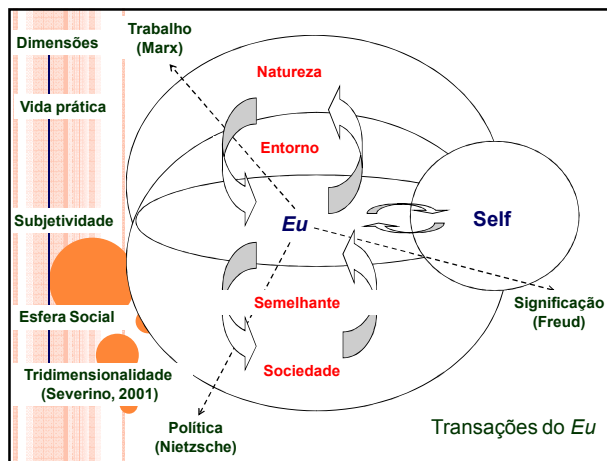 Dimensões
Vida prática
Subjetividade
Esfera Social
Tridimensionalidade
(Severino, 2001)
Trabalho
(Marx)
Natureza
Entorno
Eu
Self
Semelhante
Sociedade
Significação
(Freud)
Política
(Nietzsche)
Transações do Eu